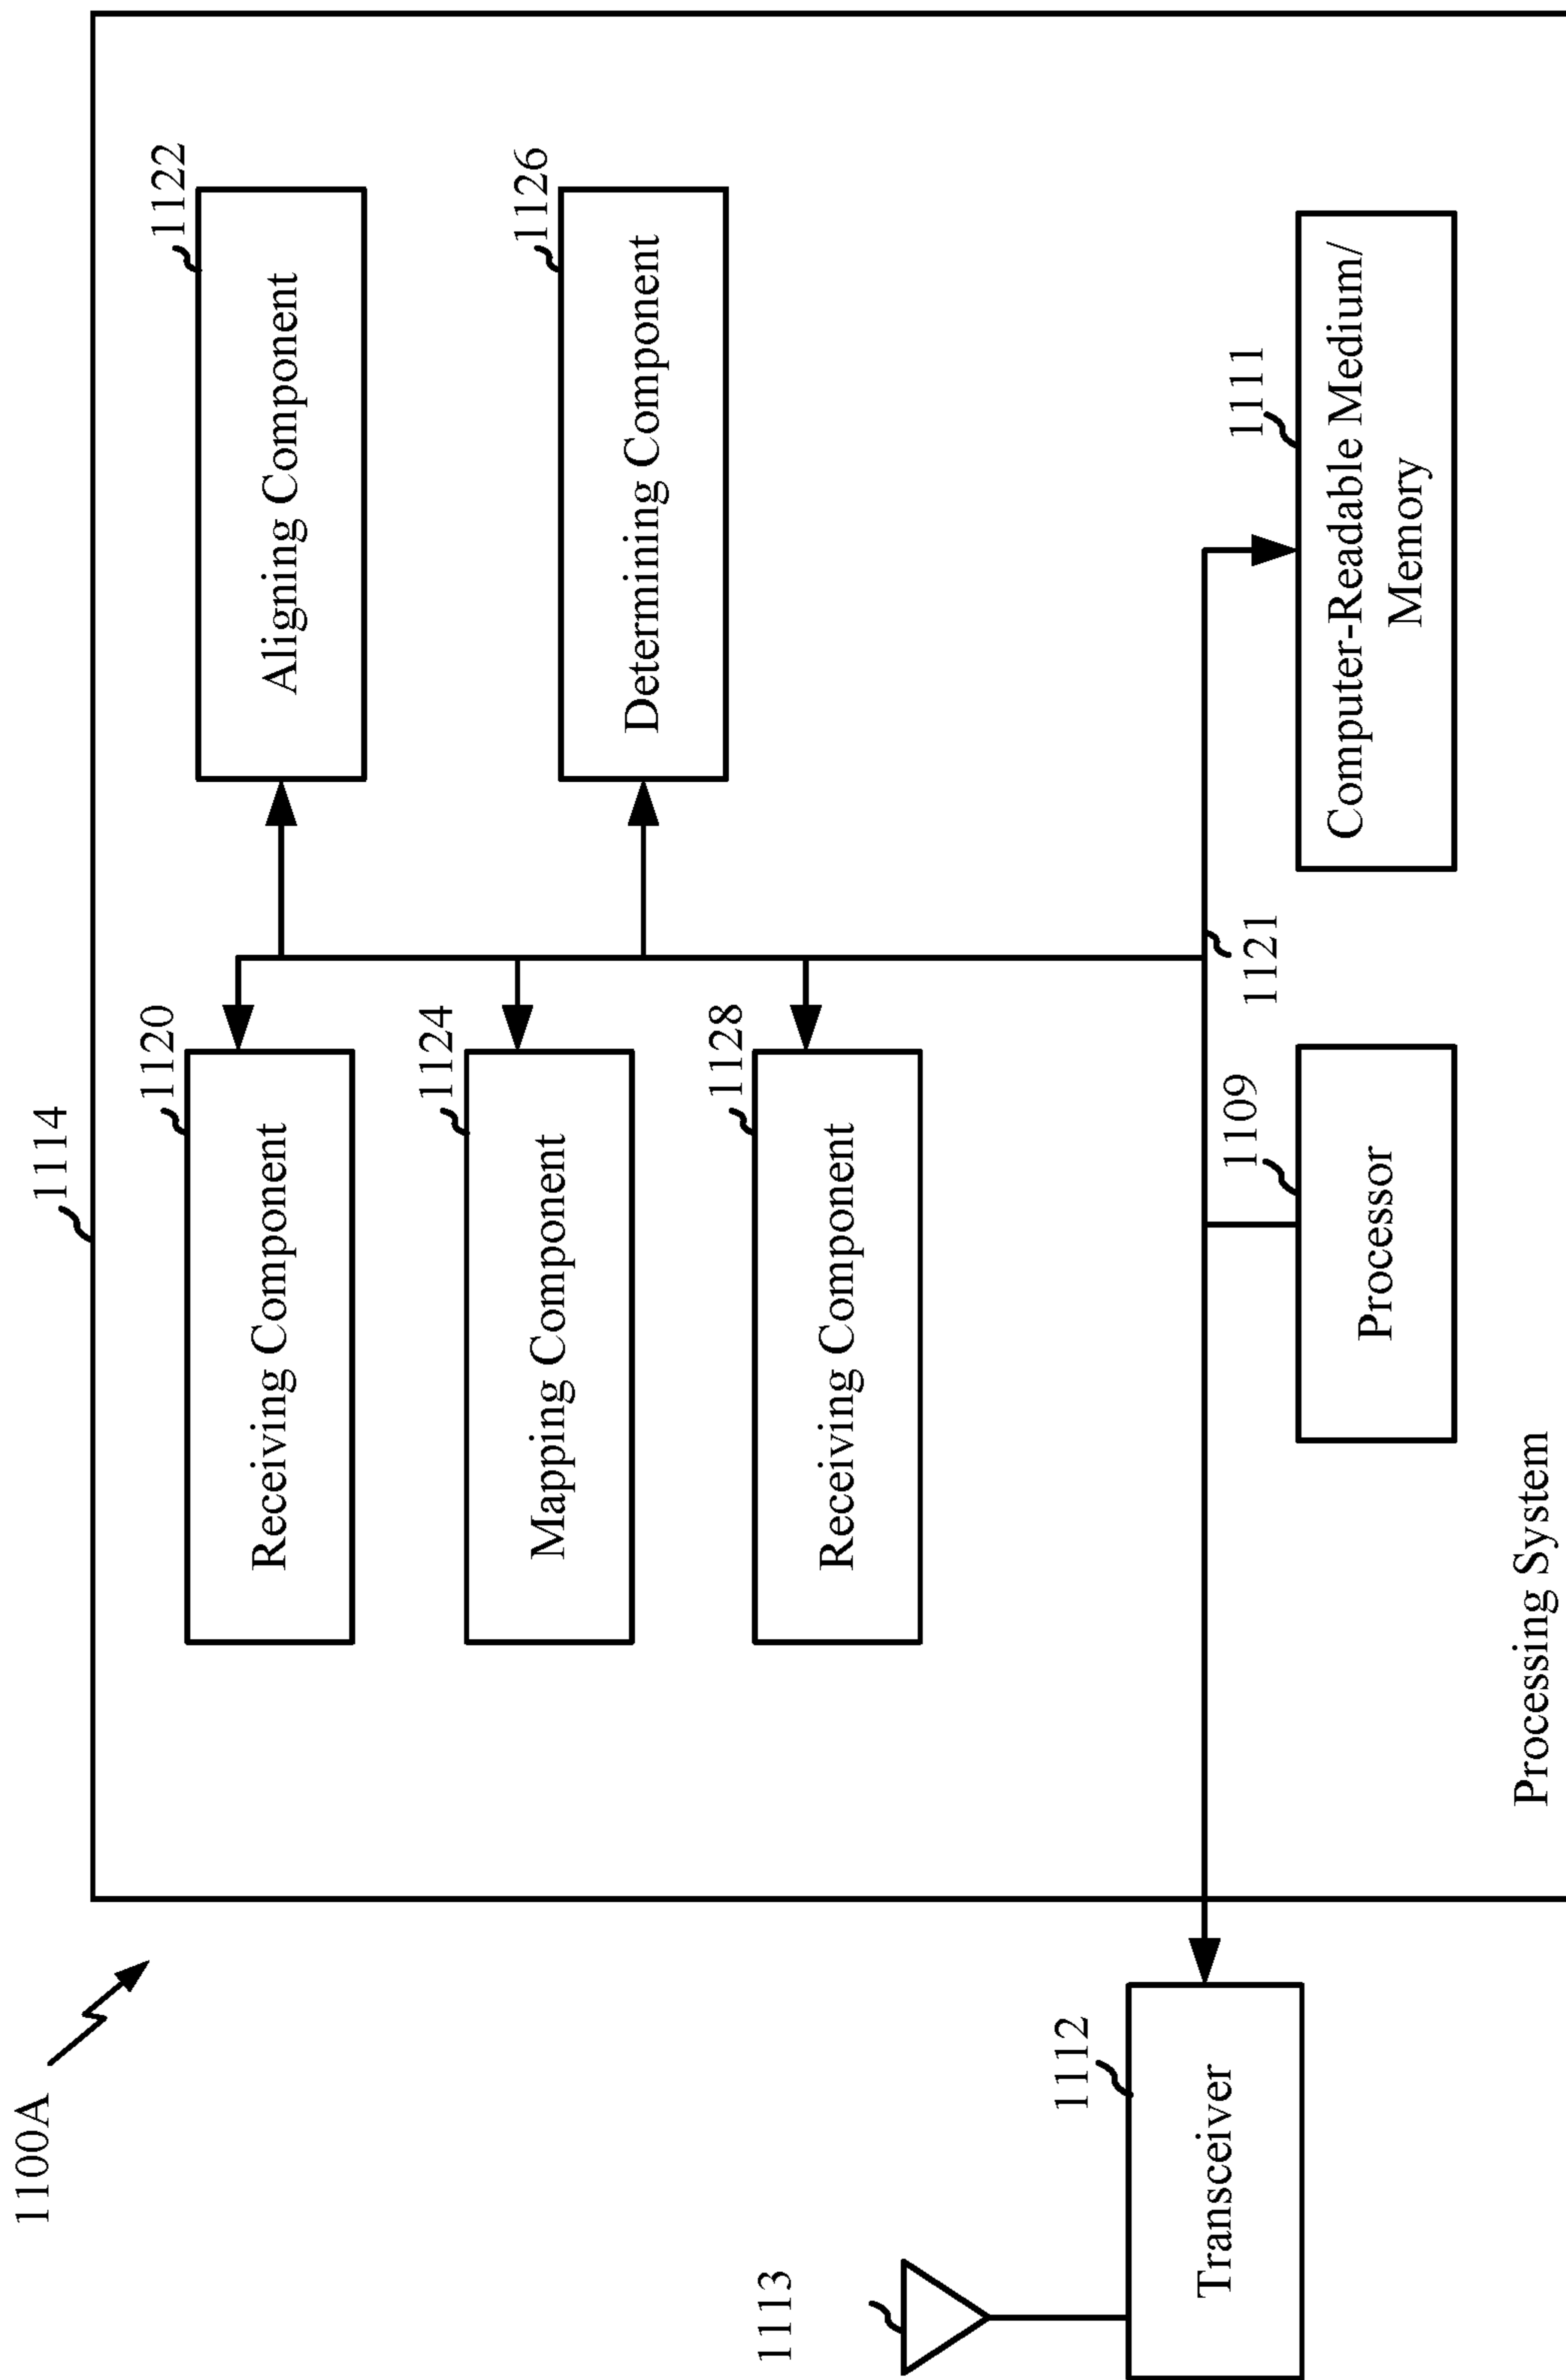 1100A
1114
1120
Receiving Component
1122
Aligning Component
1124
Mapping Component
1126
Determining Component
1128
Receiving Component
1113
1112
Transceiver
1121
1109
Processor
1111
Computer-Readable Medium/
Memory
Processing System